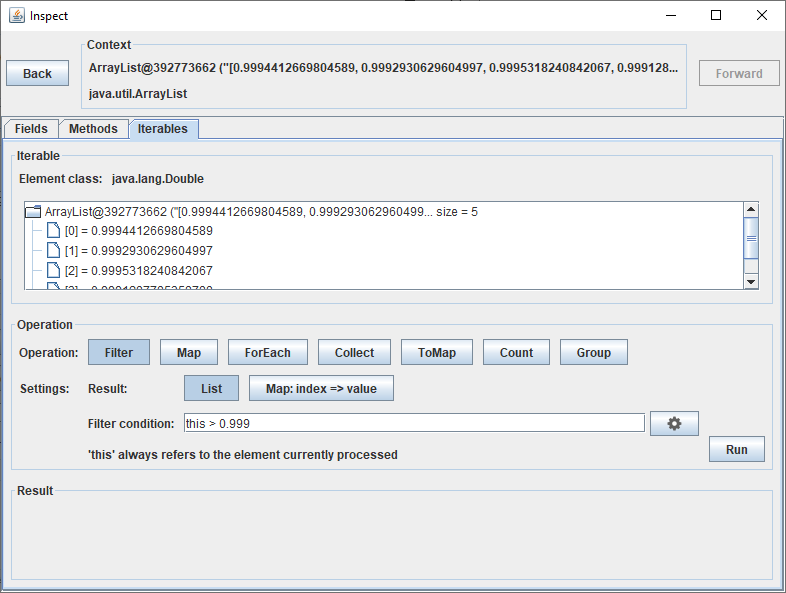 Inspect
Context
Back
ArrayList@392773662 ("[0.9994412669804589, 0.9992930629604997, 0.9995318240842067, 0.999128...
Forward
java.util.ArrayList
Fields Methods Iterables
Iterable
Element class: java.lang.Double
ArrayList@392773662 ("[0.9994412669804589, 0.999293062960499... size = 5
[0] = 0.9994412669804589
[1] = 0.9992930629604997
[2] = 0.9995318240842067
Operation
Operation: Filter Map ForEach Collect ToMap Count Group
Settings: Result: List Map: index => value
Filter condition: this > 0.999
Run
'this' always refers to the element currently processed
Result